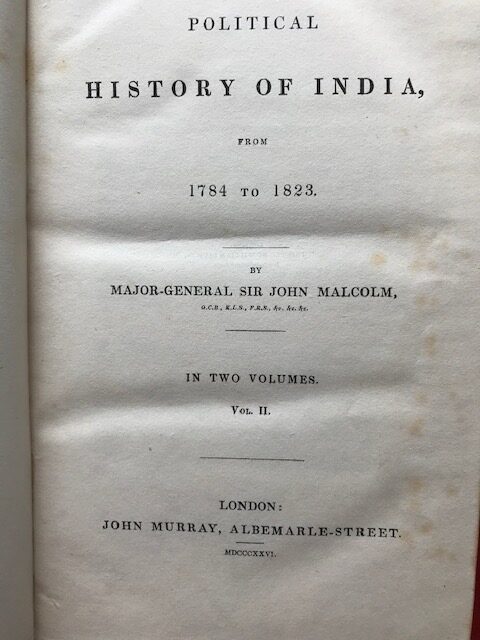 POLITICAL
HISTORY OF INDIA,
FROM
1784 TO 1823.
BY
MAJOR-GENERAL SIR JOHN MALCOLM,
G.C.B., K.L.S., F.R.S., &c. &c. &c.
IN TWO VOLUMES.
VOL. II.
LONDON:
JOHN MURRAY, ALBEMARLE-STREET.
MDCCCXXVI.